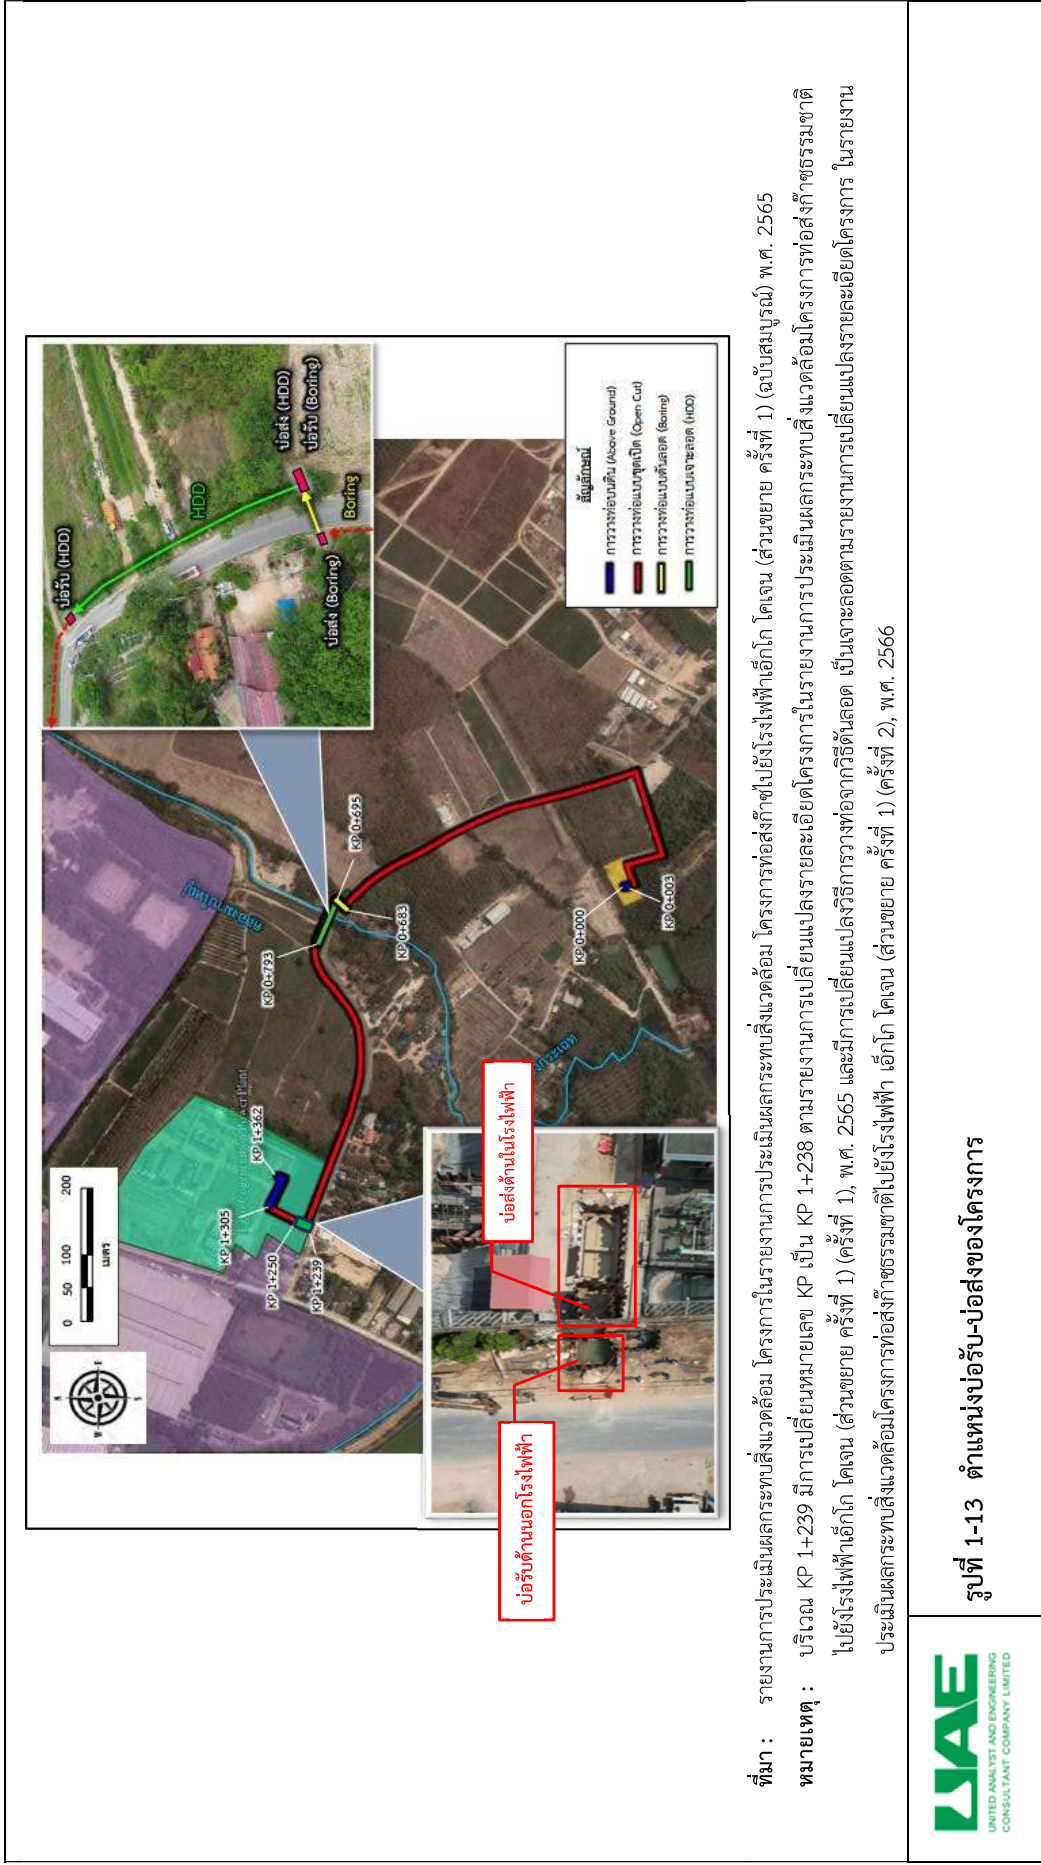 บ่อรับ (HDD)
HDD
บ่อส่ง (HDD)
บ่อรับ (Boring)
Boring
บ่อส่ง (Boring)
0 50 100 200
เมตร
N
W E
S
KP 1+362
KP 1+305
KP 1+250
KP 1+239
KP 0+793
KP 0+695
KP 0+683
KP 0+000
KP 0+003
คลองมาบใหญ่
บ่อส่งด้านในโรงไฟฟ้า
บ่อรับด้านนอกโรงไฟฟ้า
สัญลักษณ์
การวางท่อบนดิน (Above Ground)
การวางท่อแบบขุดเปิด (Open Cut)
การวางท่อแบบดันลอด (Boring)
การวางท่อแบบเจาะลอด (HDD)
ที่มา : รายงานการประเมินผลกระทบสิ่งแวดล้อม โครงการในรายงานการประเมินผลกระทบสิ่งแวดล้อม โครงการท่อส่งก๊าซไปยังโรงไฟฟ้าเอ็กโก โคเจน (ส่วนขยาย ครั้งที่ 1) (ฉบับสมบูรณ์) พ.ศ. 2565
หมายเหตุ : บริเวณ KP 1+239 มีการเปลี่ยนหมายเลข KP เป็น KP 1+238 ตามรายงานการเปลี่ยนแปลงรายละเอียดโครงการในรายงานการประเมินผลกระทบสิ่งแวดล้อมโครงการท่อส่งก๊าซธรรมชาติ
ไปยังโรงไฟฟ้าเอ็กโก โคเจน (ส่วนขยาย ครั้งที่ 1) (ครั้งที่ 1), พ.ศ. 2565 และมีการเปลี่ยนแปลงวิธีการวางท่อจากวิธีดันลอด เป็นเจาะลอดตามรายงานการเปลี่ยนแปลงรายละเอียดโครงการ ในรายงาน
ประเมินผลกระทบสิ่งแวดล้อมโครงการท่อส่งก๊าซธรรมชาติไปยังโรงไฟฟ้า เอ็กโก โคเจน (ส่วนขยาย ครั้งที่ 1) (ครั้งที่ 2), พ.ศ. 2566
UAE
UNITED ANALYST AND ENGINEERING
CONSULTANT COMPANY LIMITED
รูปที่ 1-13 ตำแหน่งบ่อรับ-บ่อส่งของโครงการ